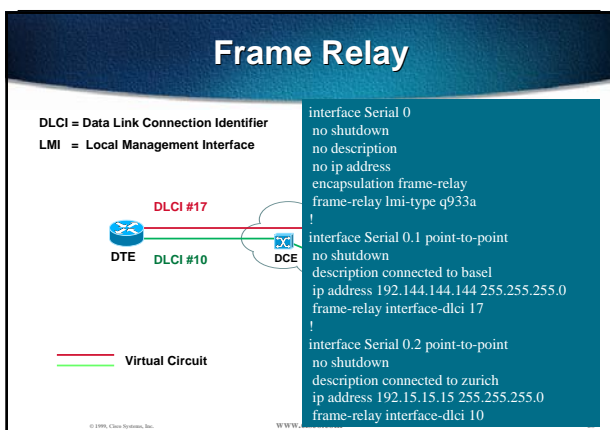 Frame Relay
DLCI = Data Link Connection Identifier
LMI = Local Management Interface
DLCI #17
DTE
DLCI #10
DCE
Virtual Circuit
interface Serial 0
no shutdown
no description
no ip address
encapsulation frame-relay
frame-relay lmi-type q933a
!
interface Serial 0.1 point-to-point
no shutdown
description connected to basel
ip address 192.144.144.144 255.255.255.0
frame-relay interface-dlci 17
!
interface Serial 0.2 point-to-point
no shutdown
description connected to zurich
ip address 192.15.15.15 255.255.255.0
frame-relay interface-dlci 10
© 1999, Cisco Systems, Inc.